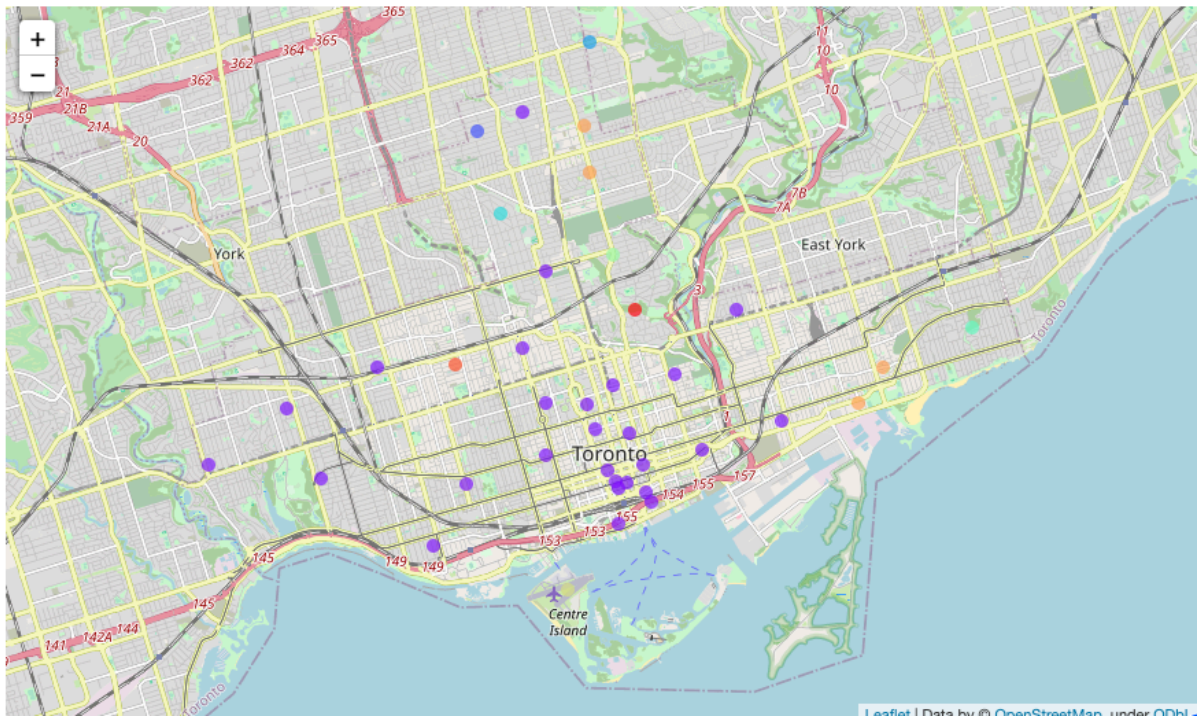 365
365
364
362
362
359
21
21B
21A
20
11
10
10
+
−
7B
7A
York
East York
3
1
Toronto
Toronto
157
155
154
155
153
153
149
149
145
145
144
142A
141
Centre
Island
Toronto
Leaflet | Data by © OpenStreetMap, under ODbL